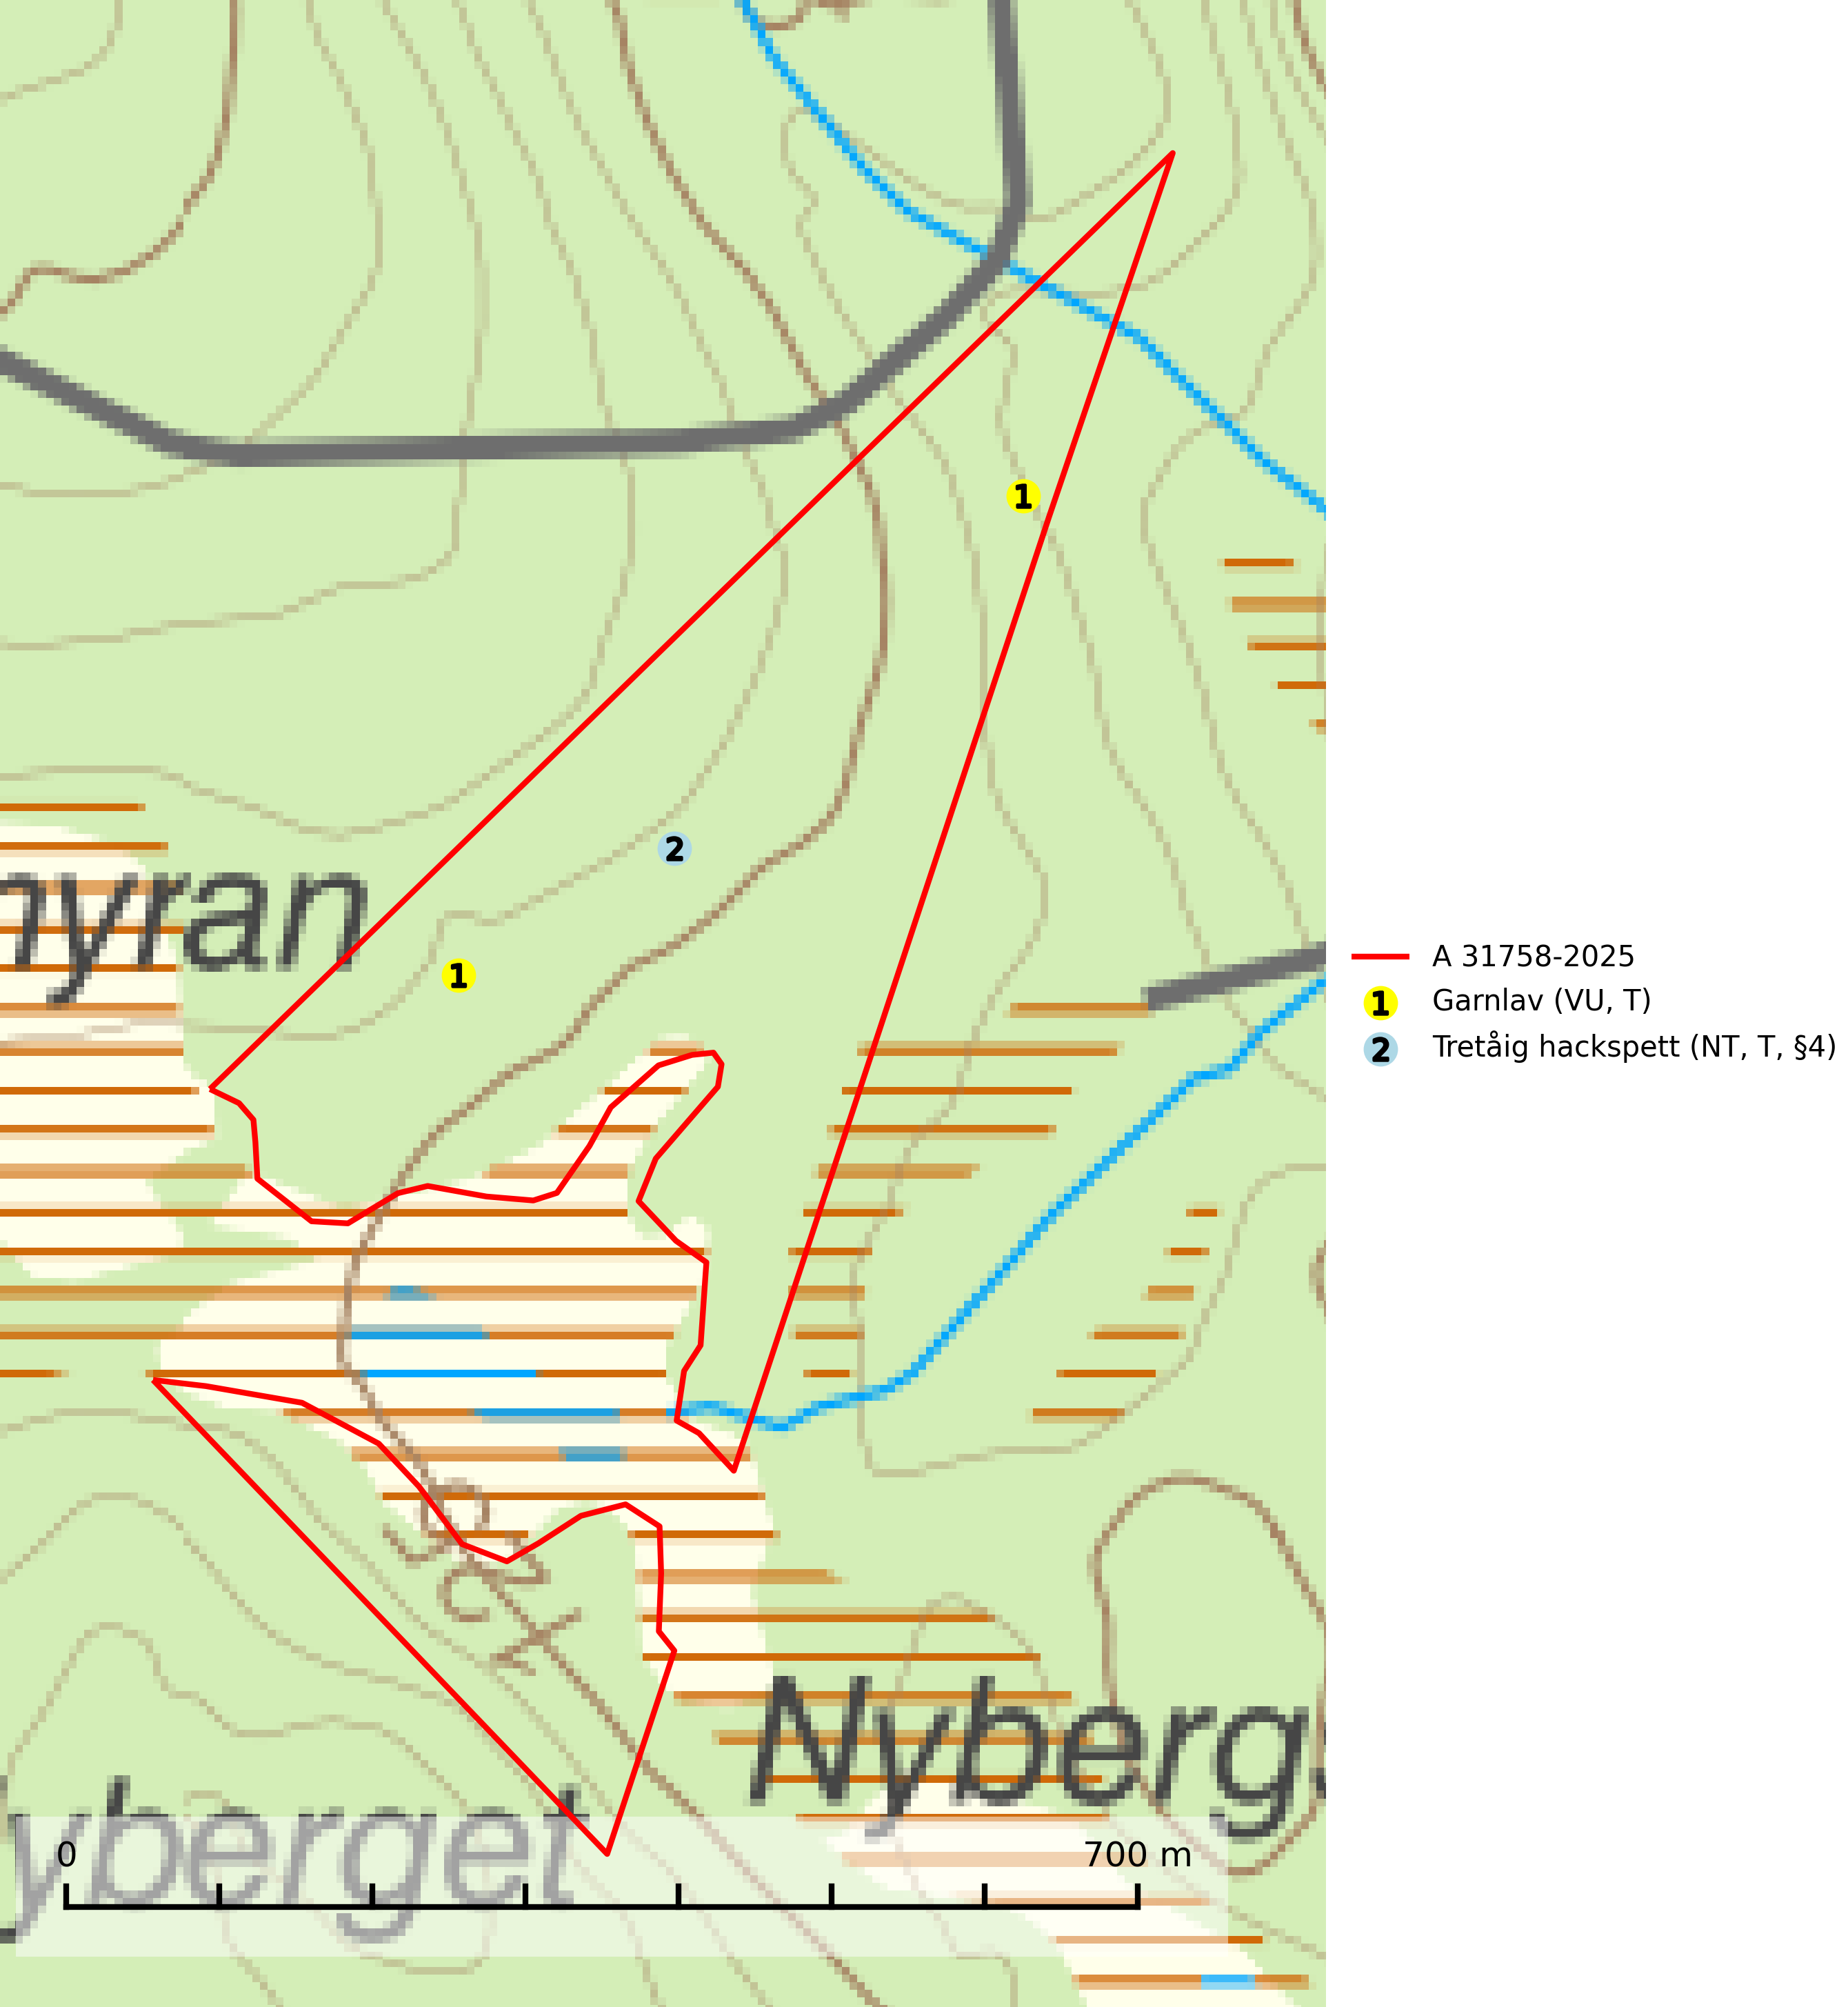 1
2
myran
1
A 31758-2025
1 Garnlav (VU, T)
2 Tretåig hackspett (NT, T, §4)
Nyberg
yberget
0 700 m